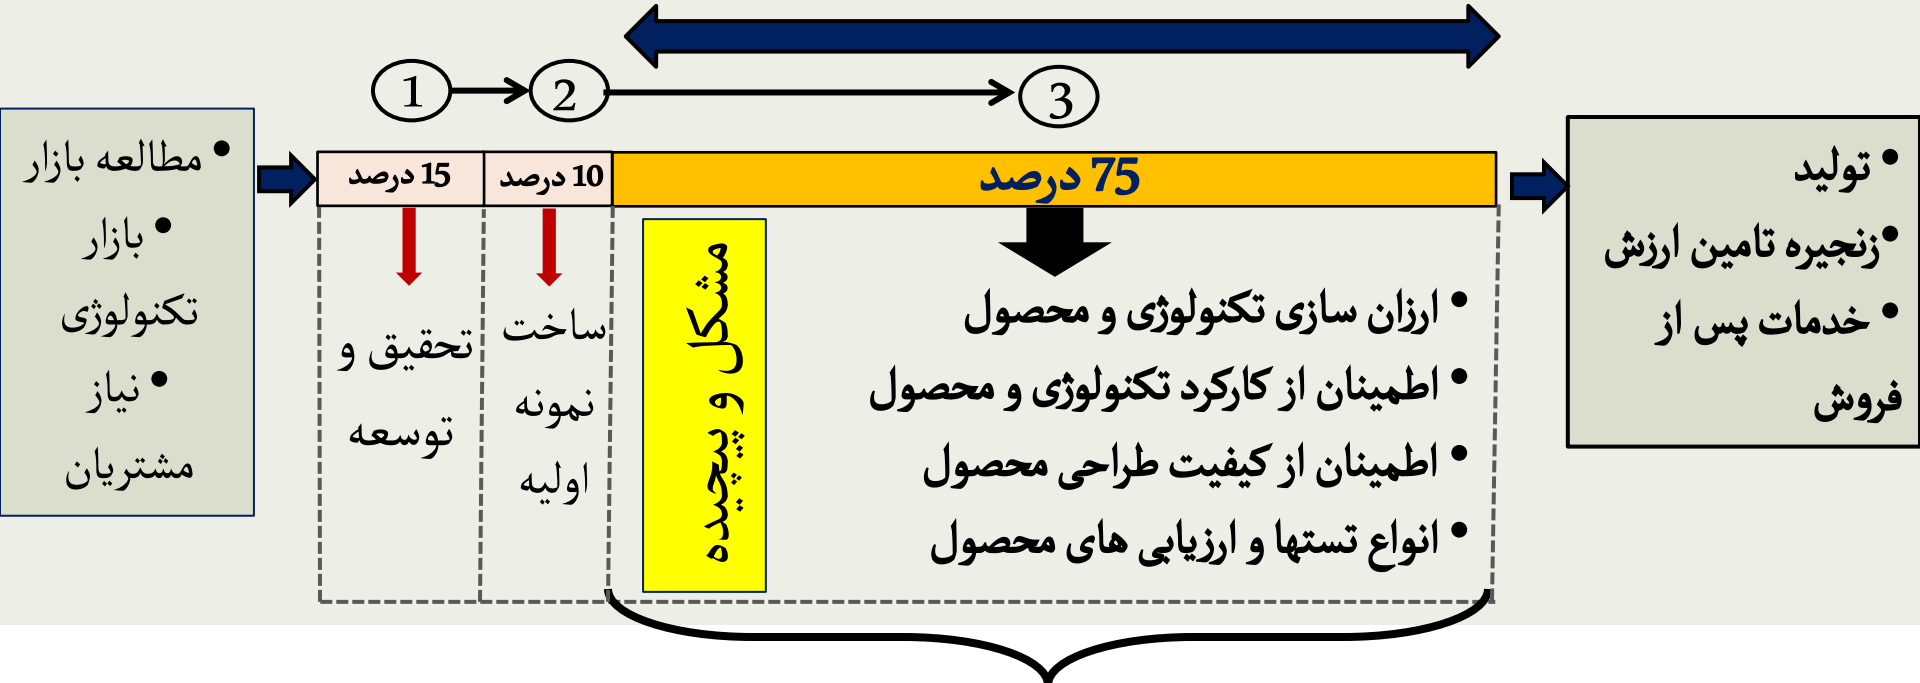 1
2
3
• مطالعه بازار
• بازار
تکنولوژی
• نیاز
مشتریان
15 درصد
10 درصد
75 درصد
تحقیق و
توسعه
ساخت
نمونه
اولیه
مشکل و پیچیده
• ارزان سازی تکنولوژی و محصول
• اطمینان از کارکرد تکنولوژی و محصول
• اطمینان از کیفیت طراحی محصول
• انواع تستها و ارزیابی های محصول
• تولید
• زنجیره تامین ارزش
• خدمات پس از
فروش